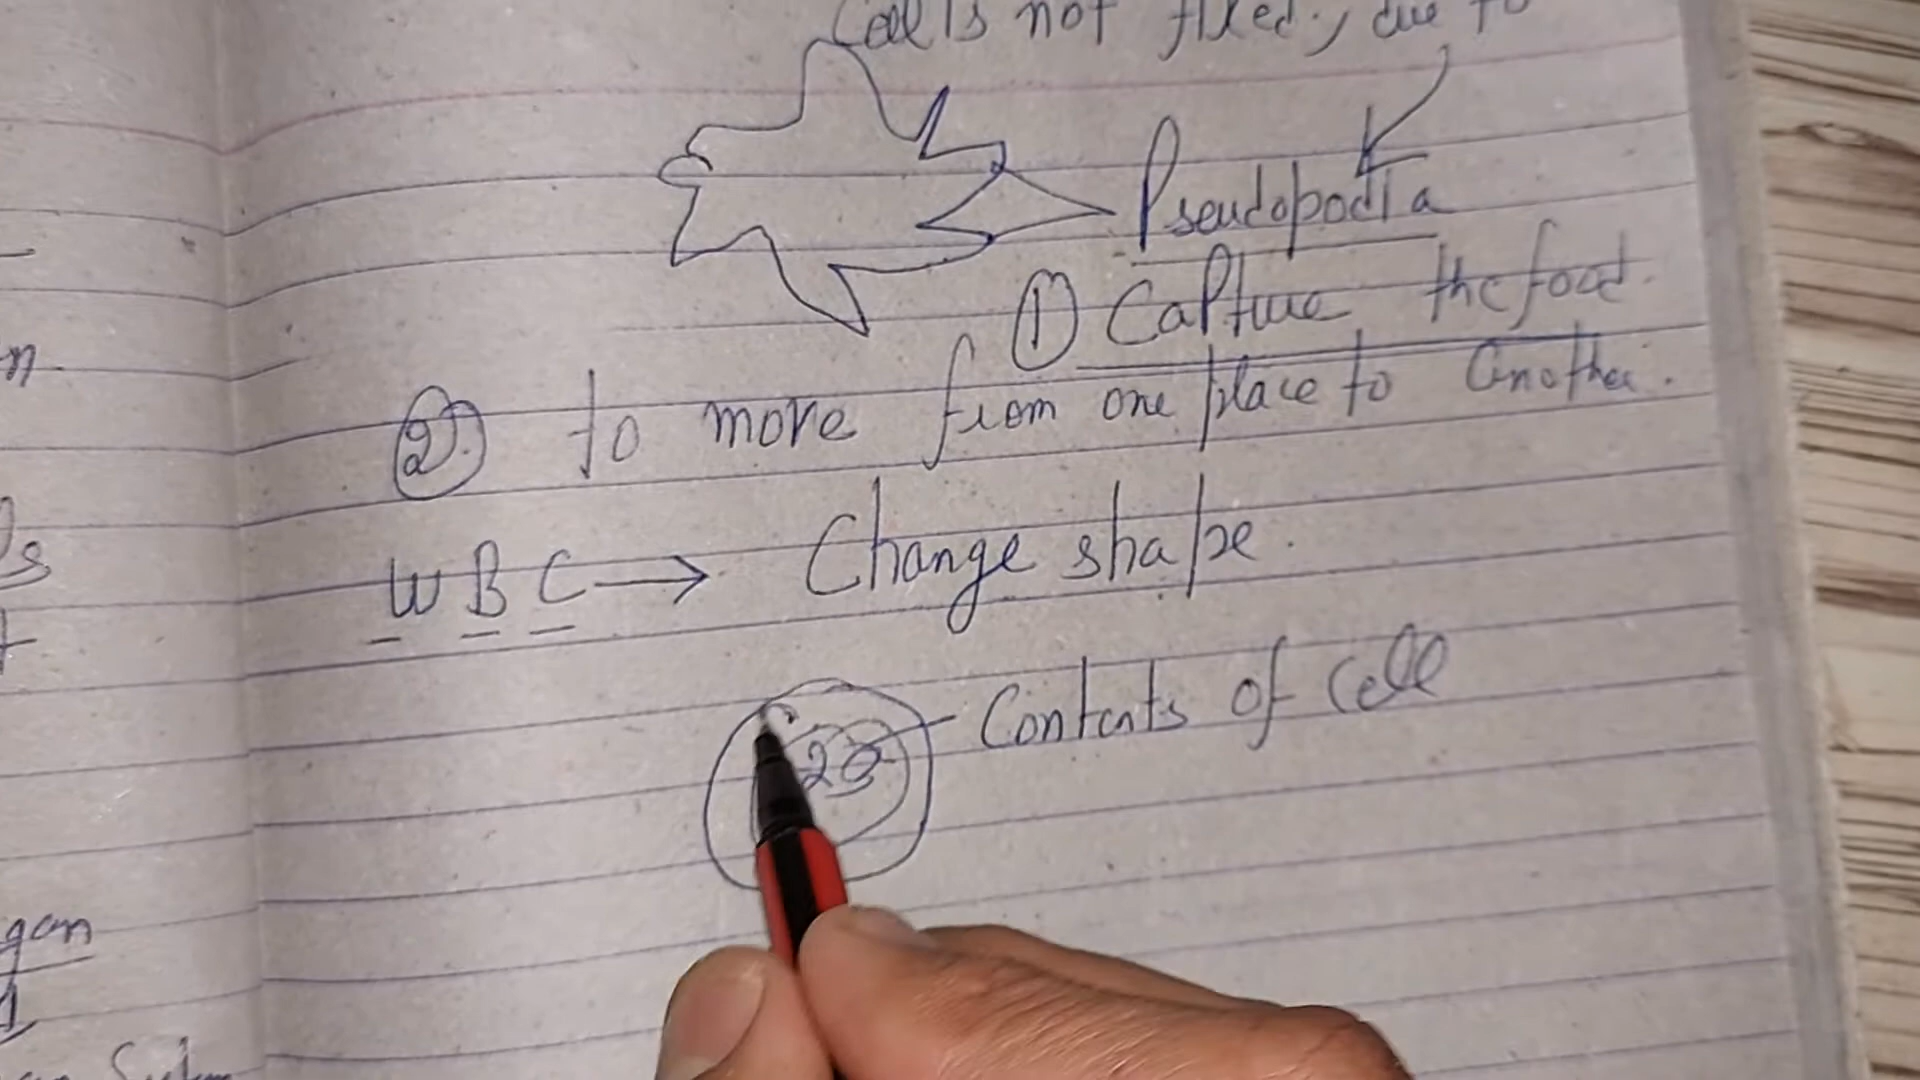 Cell is not fixed, due to
Pseudopodia
① Capture the food.
②. to move from one place to another.
W B C → Change shape.
Contents of Cell
n
gan